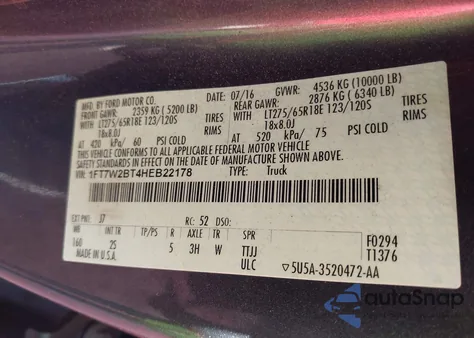 MFD. BY FORD MOTOR CO.
DATE: 07/16 GVWR: 4536 KG (10000 LB)
FRONT GAWR: 2359 KG (5200 LB) REAR GAWR: 2876 KG (6340 LB)
WITH LT275/65R18E 123/120S TIRES WITH LT275/65R18E 123/120S TIRES
18x8.0J RIMS 18x8.0J RIMS
AT 420 kPa/ 60 PSI COLD AT 520 kPa/ 75 PSI COLD
THIS VEHICLE CONFORMS TO ALL APPLICABLE FEDERAL MOTOR VEHICLE
SAFETY STANDARDS IN EFFECT ON THE DATE OF MANUFACTURE SHOWN ABOVE.
VIN: 1FT7W2BT4HEB22178 TYPE: Truck
EXT PNT: 37 RC: 52 DSO:
WB INT TR TP/PS R AXLE TR SPR
160 25 5 3H W TTJJ
ULC
F0294
T1376
MADE IN U.S.A. ▽5U5A-3520472-AA
autoSnap